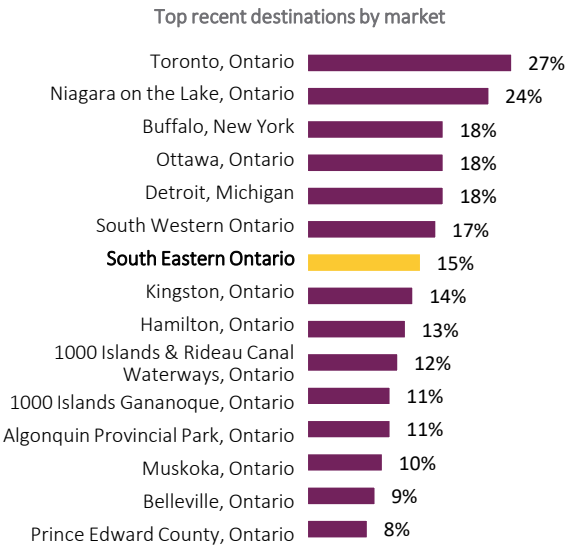 Top recent destinations by market
Toronto, Ontario 27%
Niagara on the Lake, Ontario 24%
Buffalo, New York 18%
Ottawa, Ontario 18%
Detroit, Michigan 18%
South Western Ontario 17%
South Eastern Ontario 15%
Kingston, Ontario 14%
Hamilton, Ontario 13%
1000 Islands & Rideau Canal
Waterways, Ontario 12%
1000 Islands Gananoque, Ontario 11%
Algonquin Provincial Park, Ontario 11%
Muskoka, Ontario 10%
Belleville, Ontario 9%
Prince Edward County, Ontario 8%